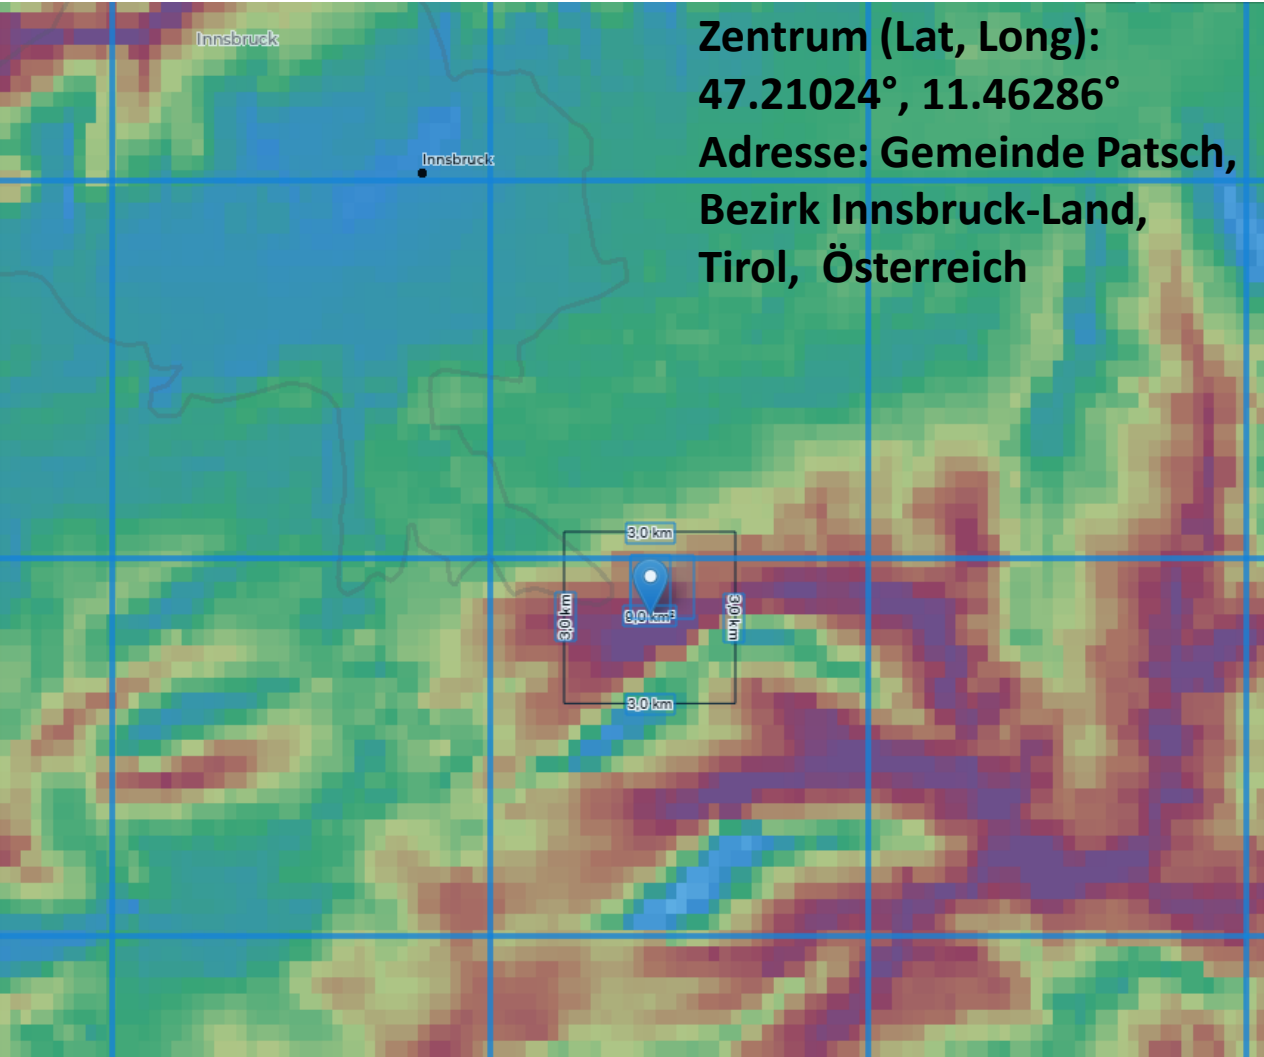 Zentrum (Lat, Long):
47.21024°, 11.46286°
Adresse: Gemeinde Patsch,
Bezirk Innsbruck-Land,
Tirol, Österreich
Innsbruck
Innsbruck
3,0 km
3,0 km
3,0 km
9,0 km²
3,0 km